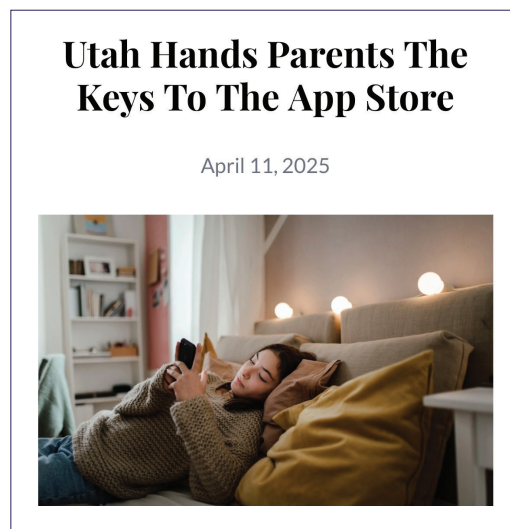 Utah Hands Parents The
Keys To The App Store
April 11, 2025